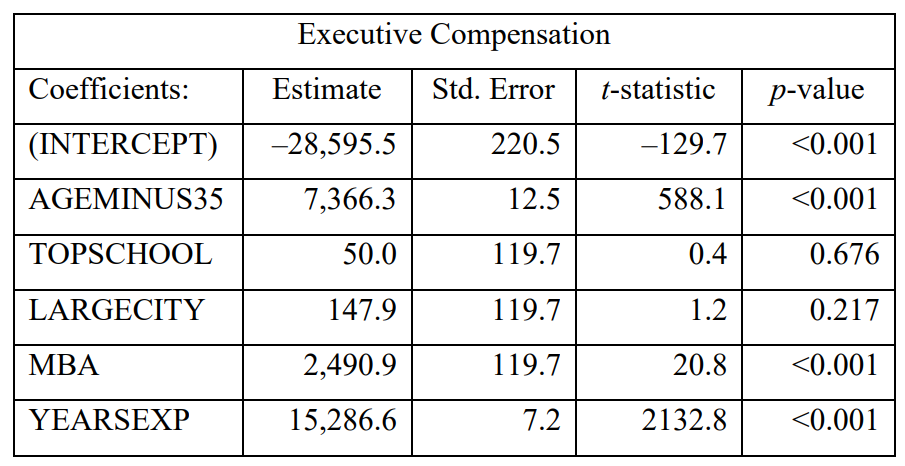 Executive Compensation
Coefficients: Estimate Std. Error t-statistic p-value
(INTERCEPT) –28,595.5 220.5 –129.7 <0.001
AGEMINUS35 7,366.3 12.5 588.1 <0.001
TOPSCHOOL 50.0 119.7 0.4 0.676
LARGECITY 147.9 119.7 1.2 0.217
MBA 2,490.9 119.7 20.8 <0.001
YEARSEXP 15,286.6 7.2 2132.8 <0.001